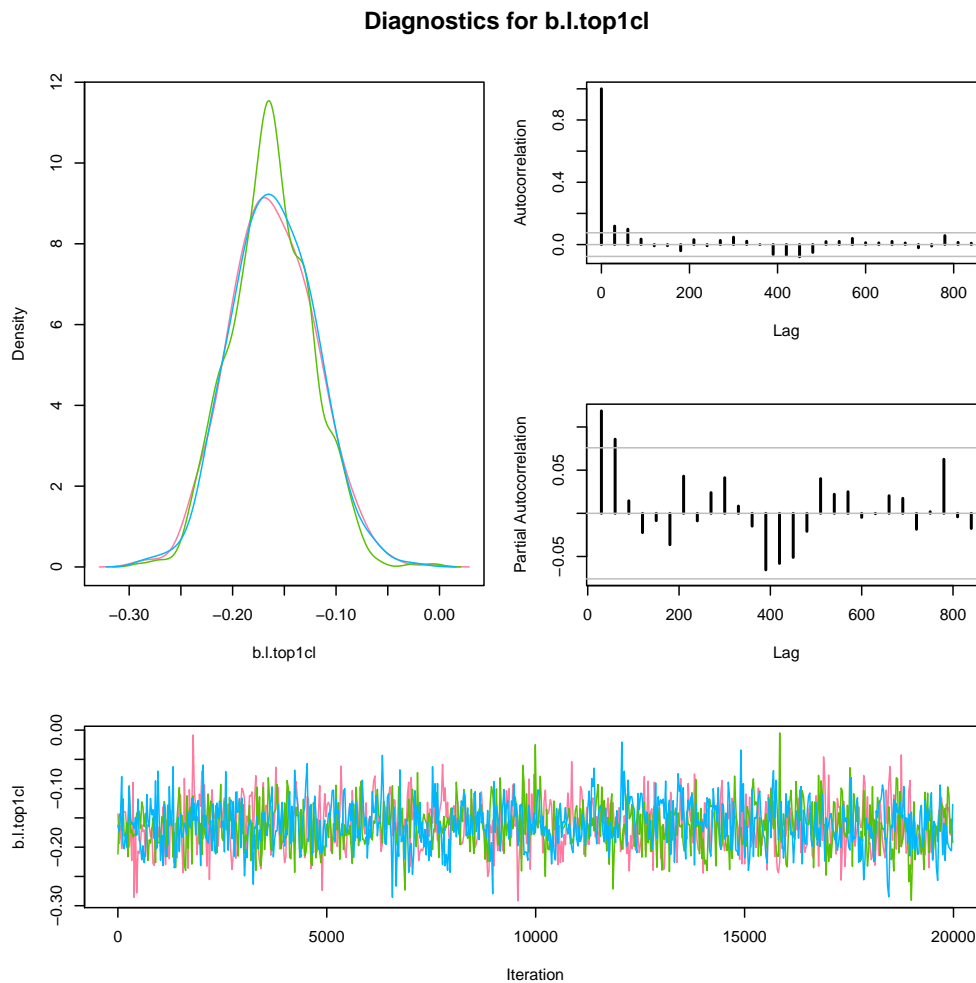 Diagnostics for b.l.top1cl
Density
0 2 4 6 8 10 12
−0.30 −0.20 −0.10 0.00
b.l.top1cl
Autocorrelation
0.0 0.4 0.8
0 200 400 600 800
Lag
Partial Autocorrelation
−0.05 0.05
0 200 400 600 800
Lag
b.l.top1cl
−0.30 −0.20 −0.10 0.00
0 5000 10000 15000 20000
Iteration